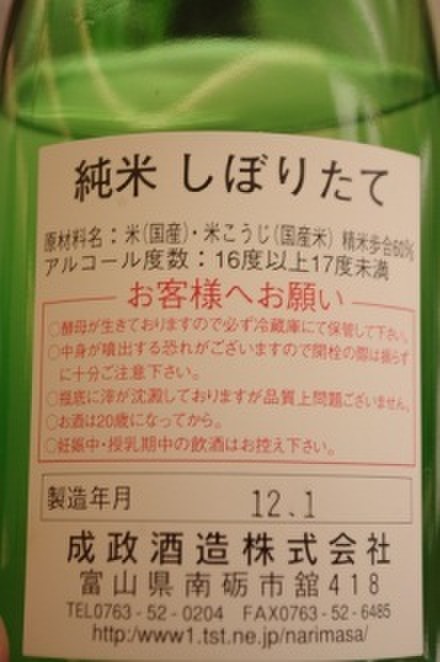 純米 しぼりたて
原材料名：米(国産)・米こうじ(国産米) 精米歩合60%
アルコール度数：16度以上17度未満
お客様へお願い
○酵母が生きておりますので必ず冷蔵庫にて保管して下さい。
○中身が噴出する恐れがございますので開栓の際は振らず
に十分ご注意下さい。
○瓶底に滓が沈澱しておりますが品質上問題ございません。
○お酒は20歳になってから。
○妊娠中・授乳期中の飲酒はお控え下さい。
製造年月 12.1
成政酒造株式会社
富山県南砺市舘418
TEL0763-52-0204 FAX0763-52-6485
http://www1.tst.ne.jp/narimasa/